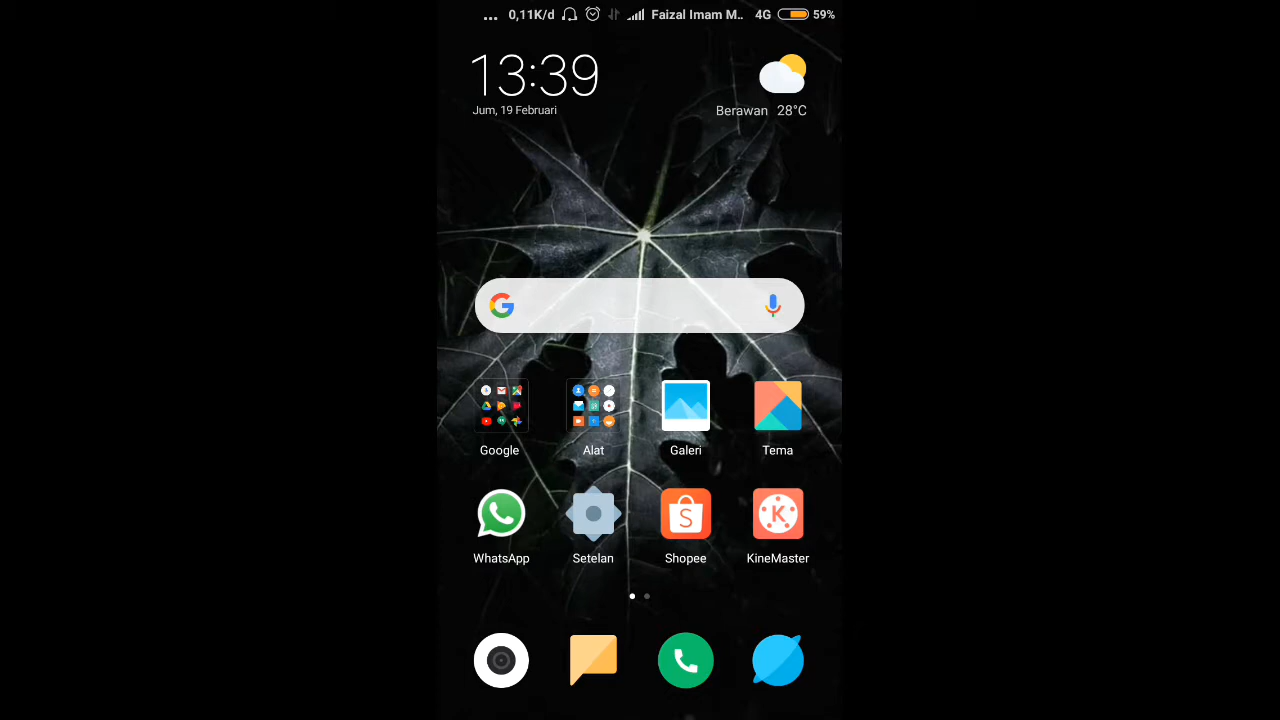 ... 0,11K/d Faizal Imam M.. 4G 59%
13:39
Jum, 19 Februari
Berawan 28°C
Google Alat Galeri Tema
WhatsApp Setelan Shopee KineMaster